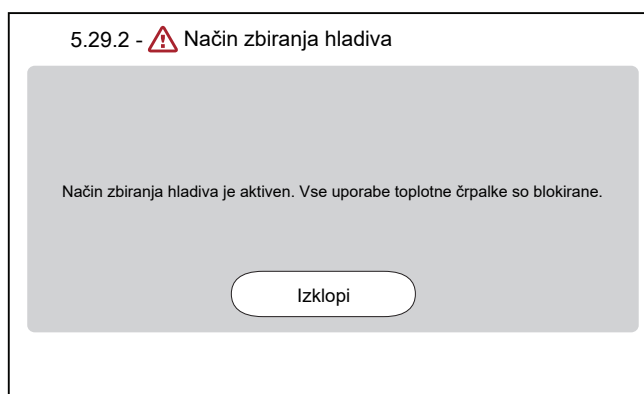 5.29.2 - Način zbiranja hladiva
Način zbiranja hladiva je aktiven. Vse uporabe toplotne črpalke so blokirane.
Izklopi